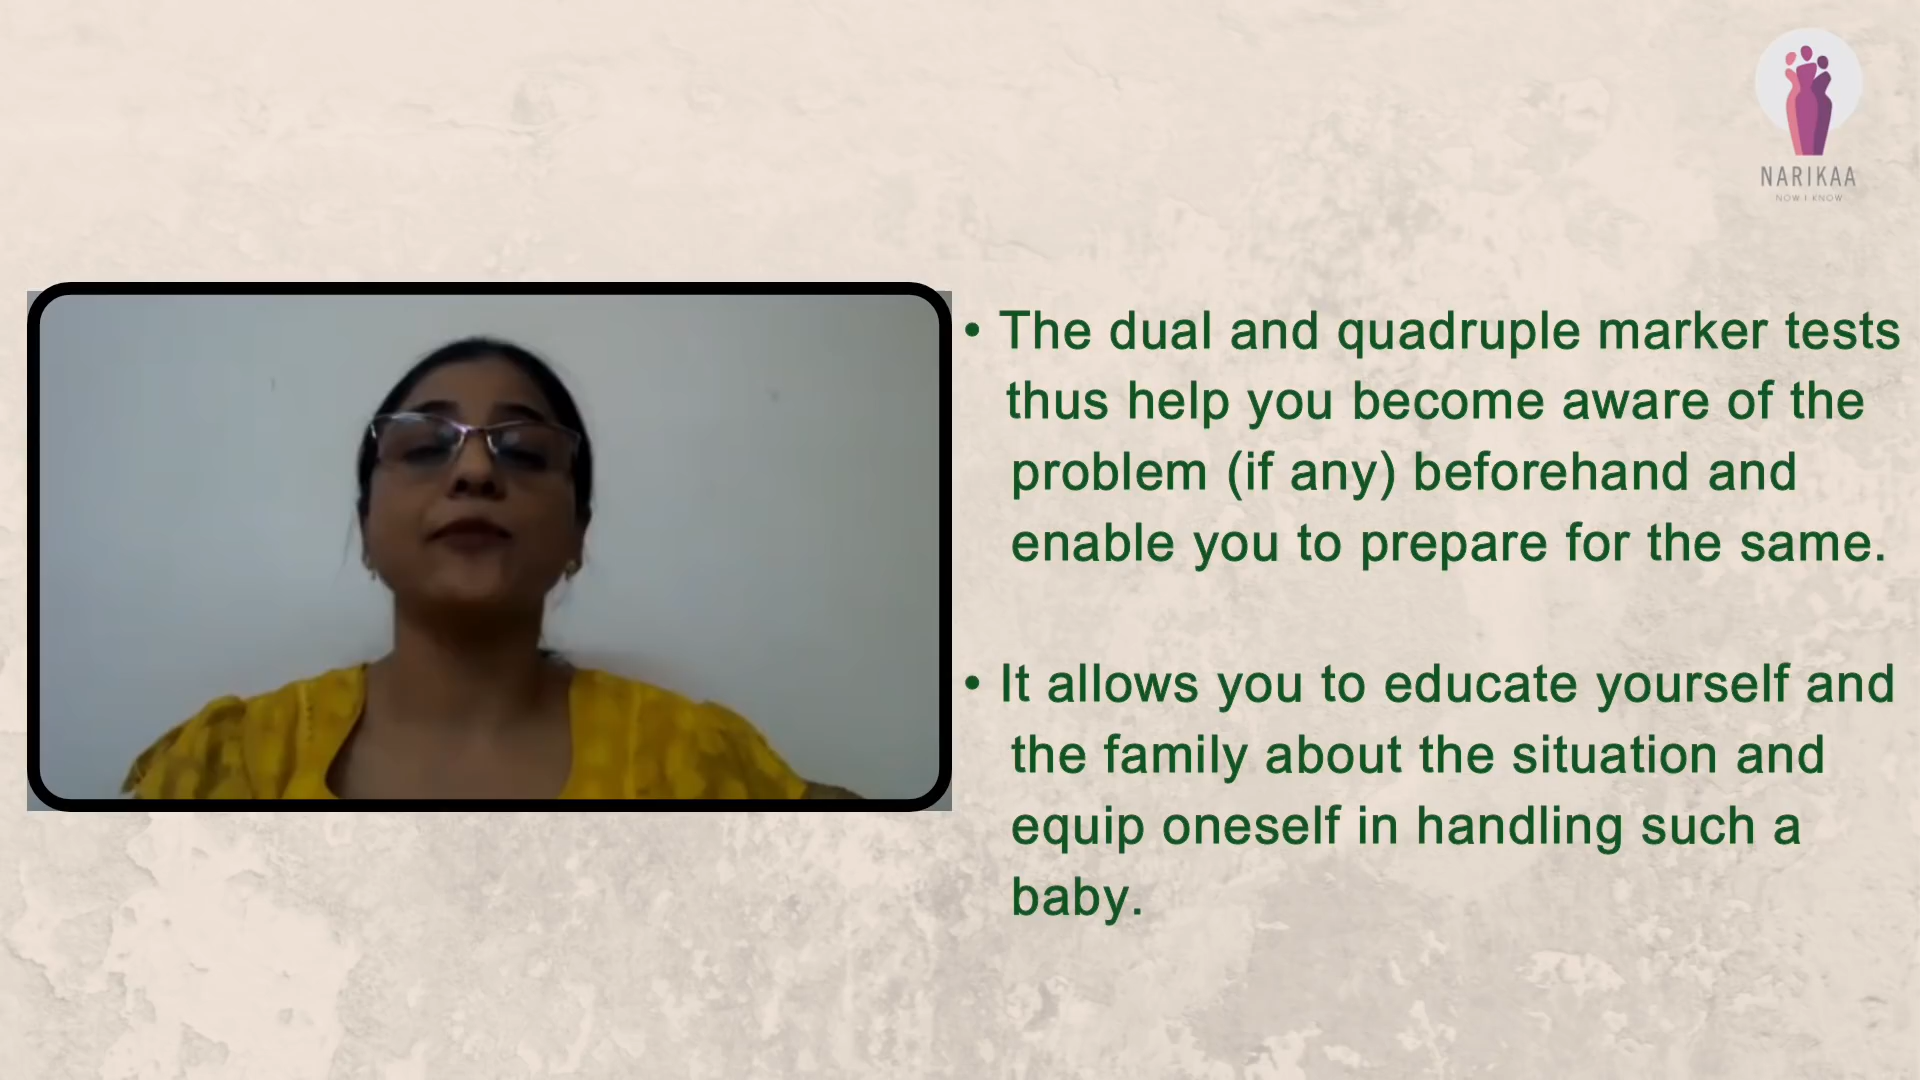 NARIKAA
NOW I KNOW
• The dual and quadruple marker tests
thus help you become aware of the
problem (if any) beforehand and
enable you to prepare for the same.
• It allows you to educate yourself and
the family about the situation and
equip oneself in handling such a
baby.